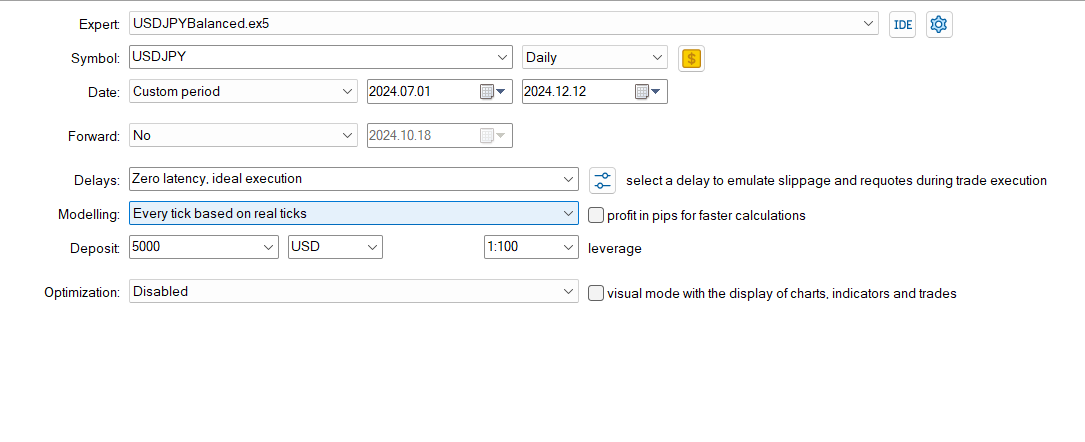 Expert: USDJPYBalanced.ex5 IDE
Symbol: USDJPY Daily $
Date: Custom period 2024.07.01 2024.12.12
Forward: No 2024.10.18
Delays: Zero latency, ideal execution select a delay to emulate slippage and requotes during trade execution
Modelling: Every tick based on real ticks profit in pips for faster calculations
Deposit: 5000 USD 1:100 leverage
Optimization: Disabled visual mode with the display of charts, indicators and trades